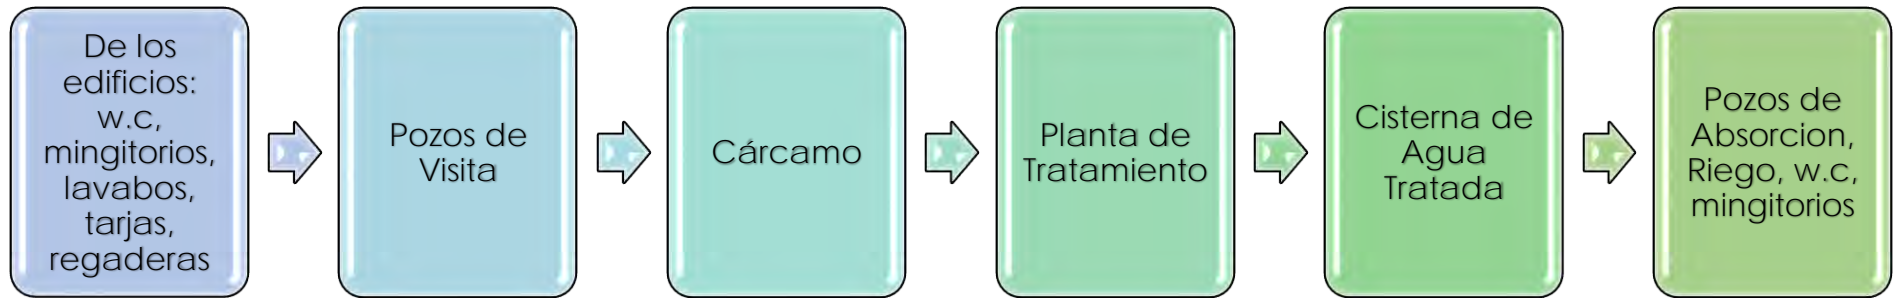 De los
edificios:
w.c,
mingitorios,
lavabos,
tarjas,
regaderas
Pozos de
Visita
Cárcamo
Planta de
Tratamiento
Cisterna de
Agua
Tratada
Pozos de
Absorcion,
Riego, w.c,
mingitorios